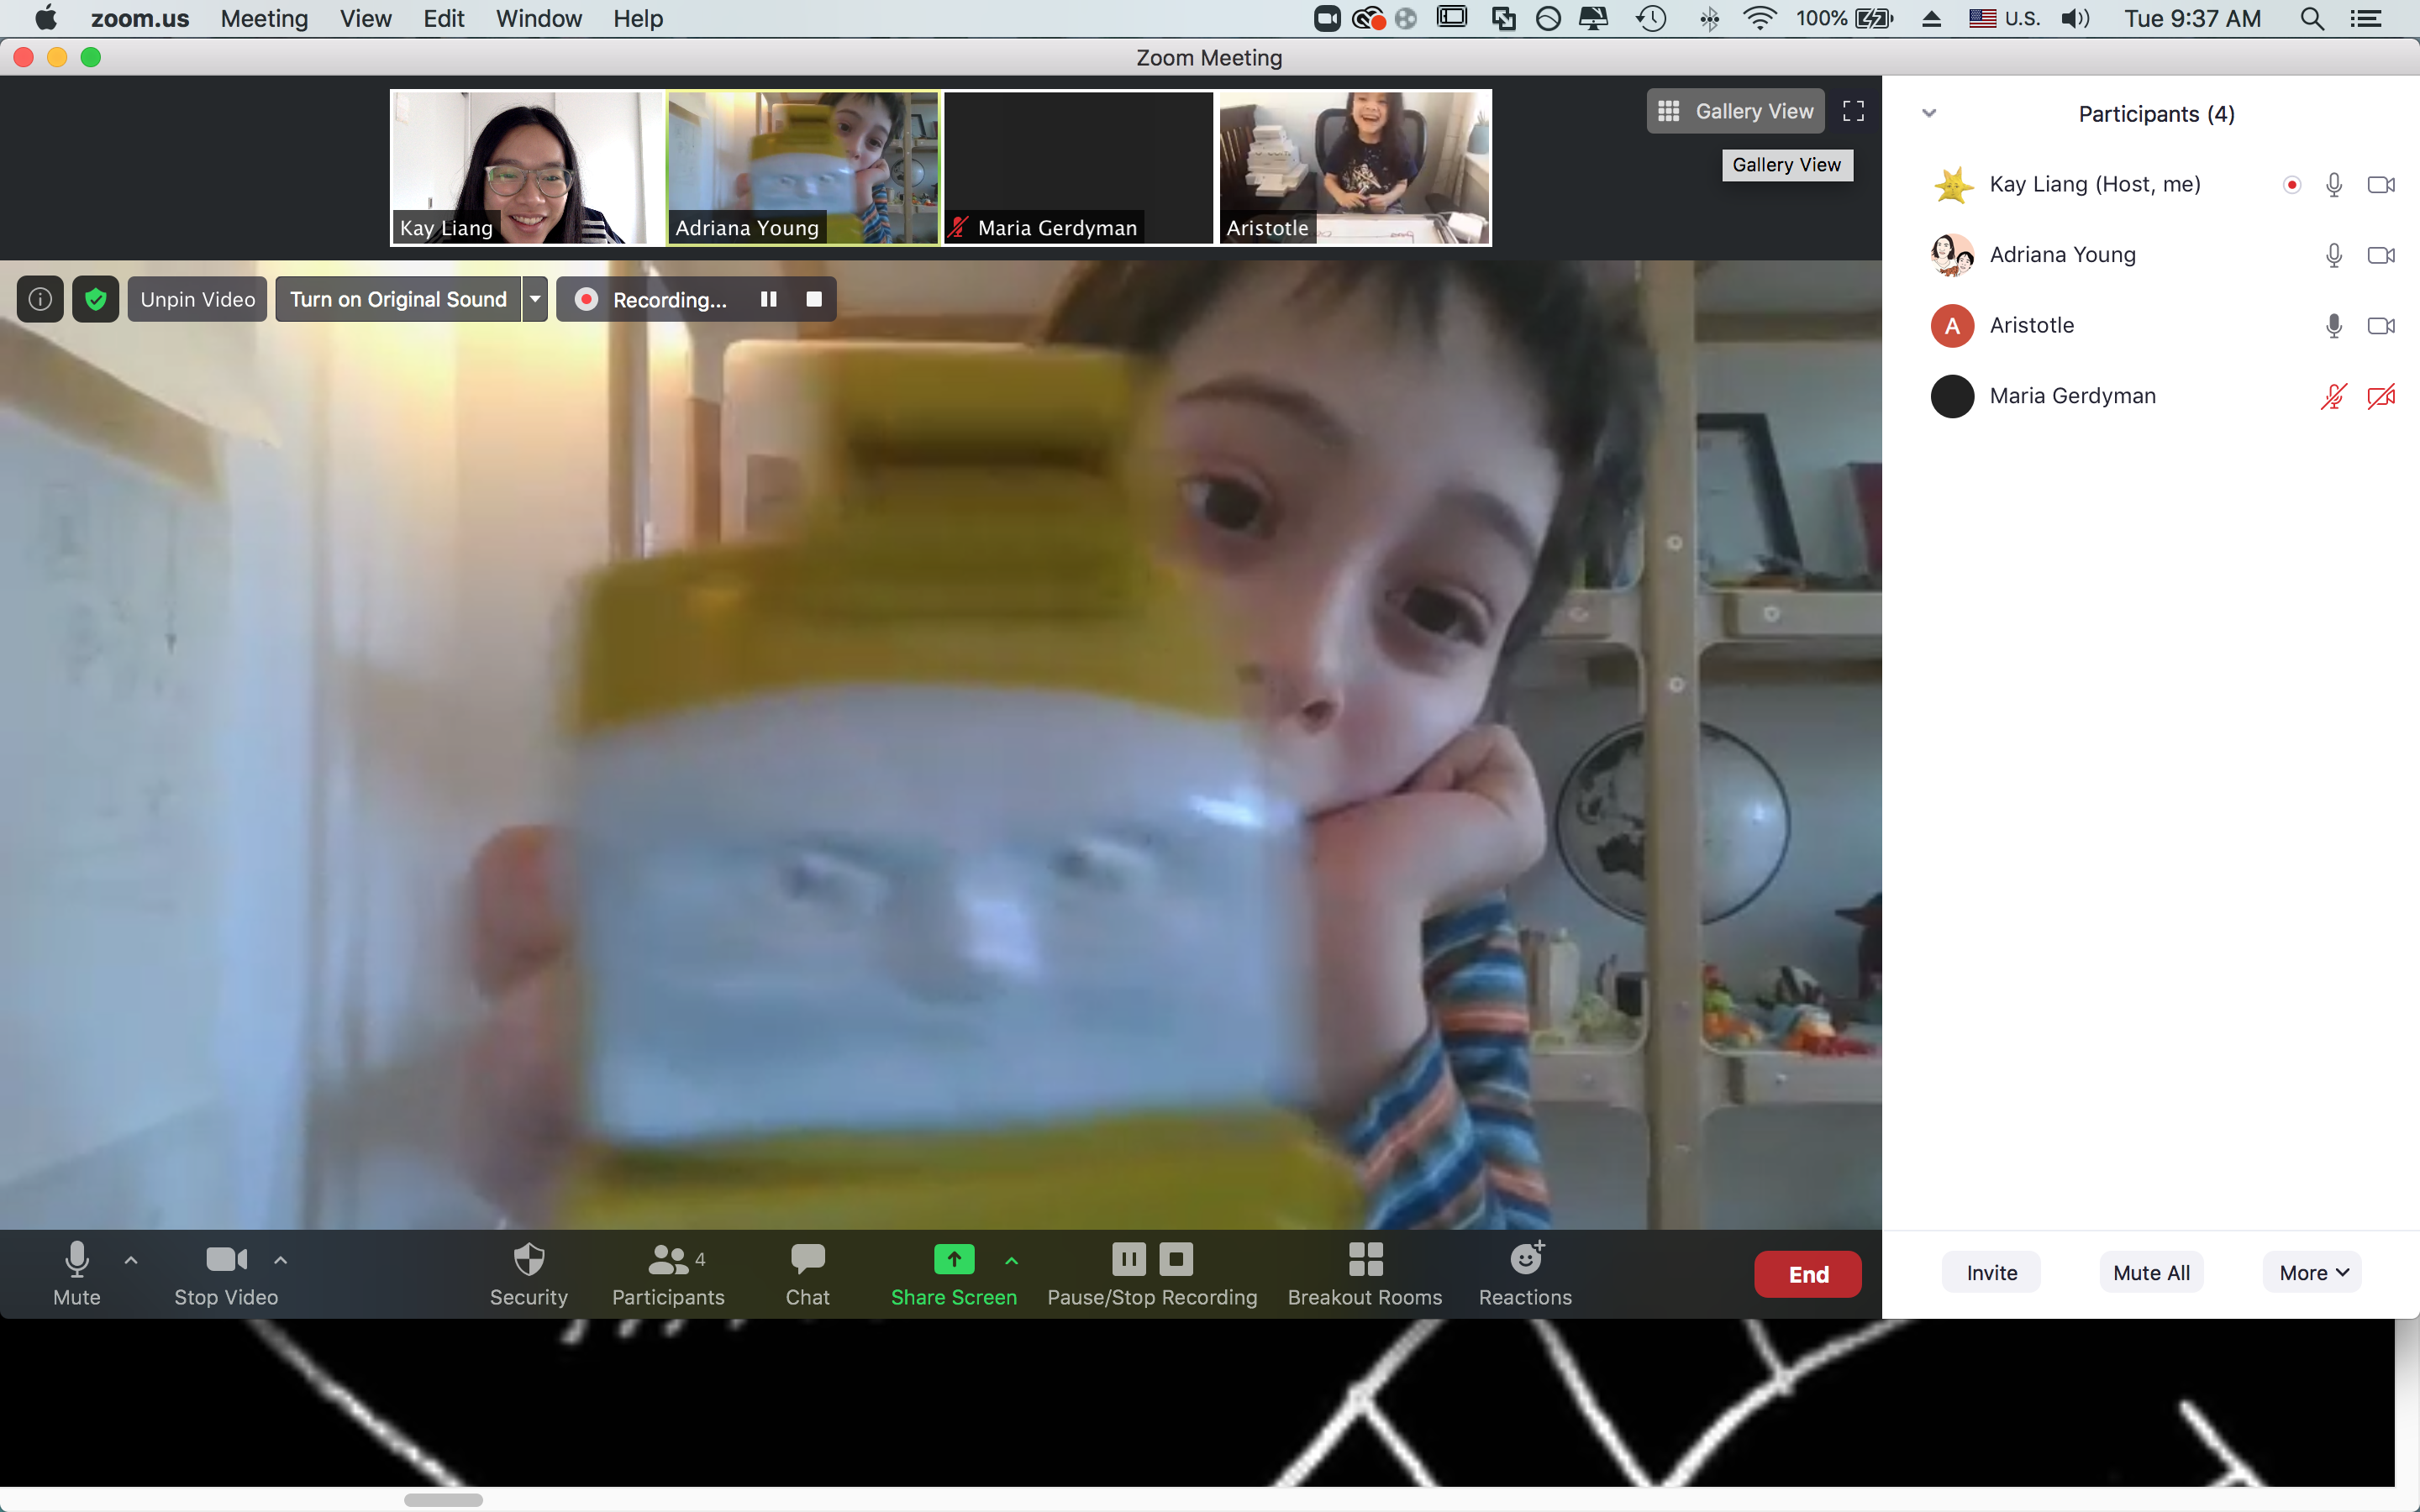 zoom.us Meeting View Edit Window Help 100% U.S. Tue 9:37 AM
Zoom Meeting
Kay Liang
Adriana Young
Maria Gerdyman
Aristotle
Gallery View
Gallery View
Unpin Video
Turn on Original Sound
Recording...
Participants (4)
Kay Liang (Host, me)
Adriana Young
A Aristotle
Maria Gerdyman
Mute
Stop Video
Security
4
Participants
Chat
Share Screen
Pause/Stop Recording
Breakout Rooms
Reactions
End
Invite
Mute All
More